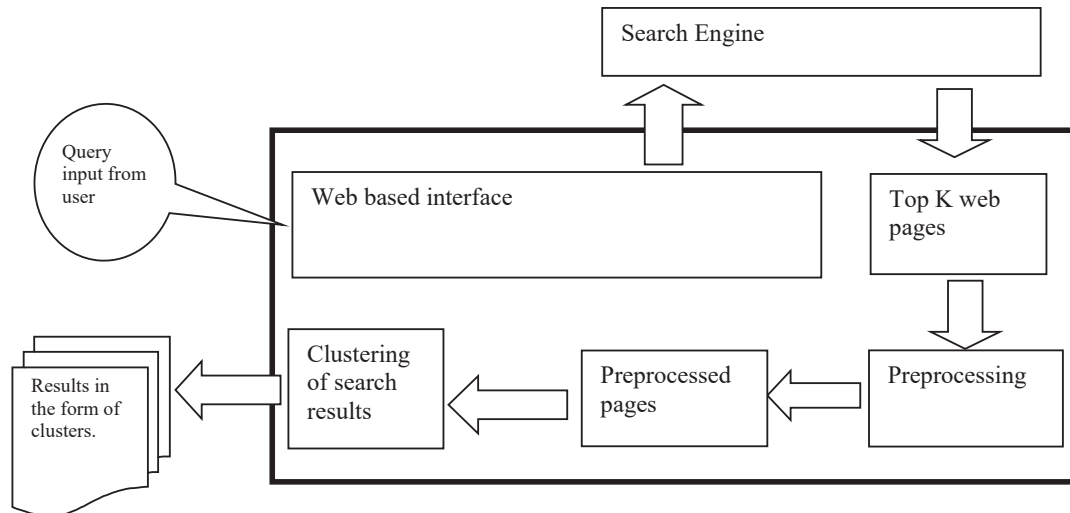 Search Engine
Query
input from
user
Web based interface
Top K web
pages
Clustering
of search
results
Preprocessed
pages
Preprocessing
Results in
the form of
clusters.